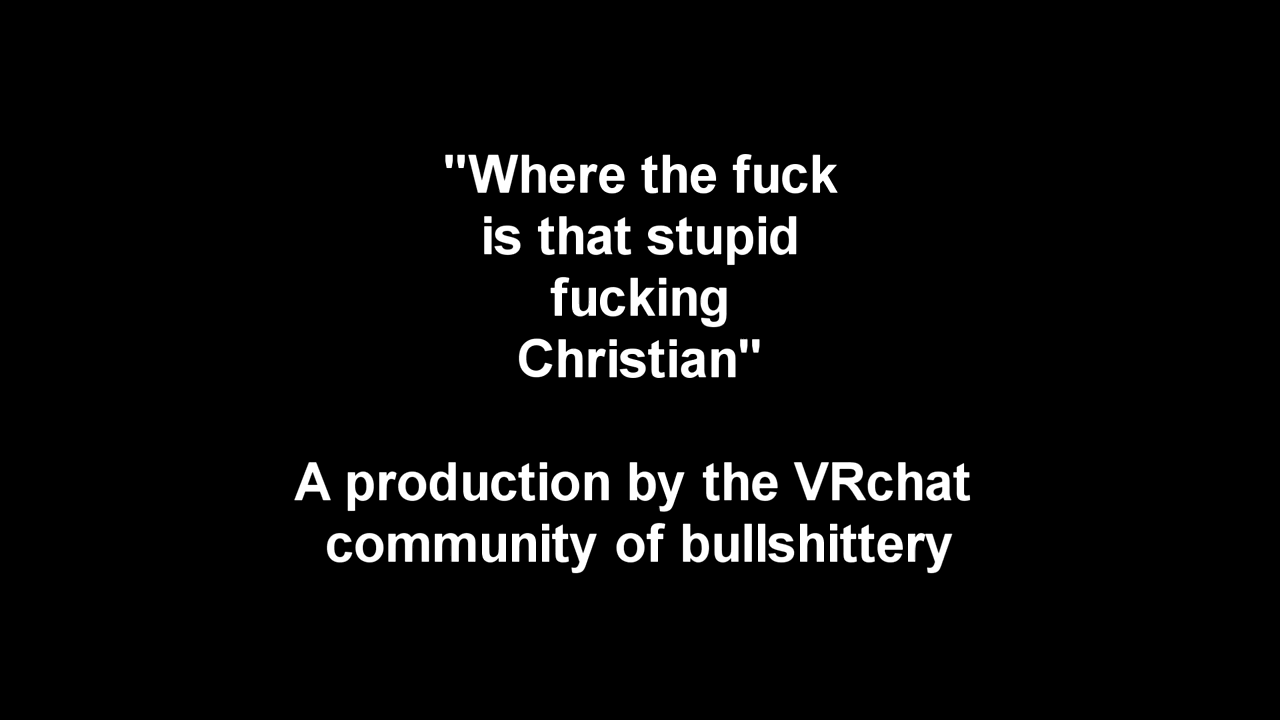 "Where the fuck
is that stupid
fucking
Christian"
A production by the VRchat
community of bullshittery